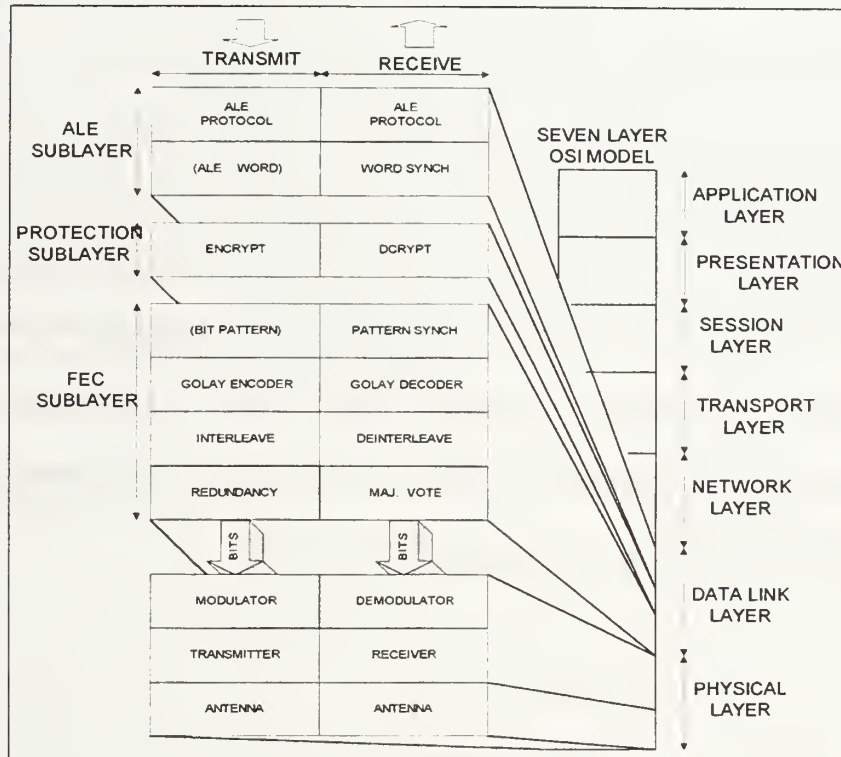 TRANSMIT
RECEIVE
ALE
SUBLAYER
ALE
PROTOCOL
ALE
PROTOCOL
(ALE WORD)
WORD SYNCH
PROTECTION
SUBLAYER
ENCRYPT
DCRYPT
FEC
SUBLAYER
(BIT PATTERN)
PATTERN SYNCH
GOLAY ENCODER
GOLAY DECODER
INTERLEAVE
DEINTERLEAVE
REDUNDANCY
MAJ. VOTE
BITS
BITS
MODULATOR
DEMODULATOR
TRANSMITTER
RECEIVER
ANTENNA
ANTENNA
SEVEN LAYER
OSI MODEL
APPLICATION
LAYER
PRESENTATION
LAYER
SESSION
LAYER
TRANSPORT
LAYER
NETWORK
LAYER
DATA LINK
LAYER
PHYSICAL
LAYER